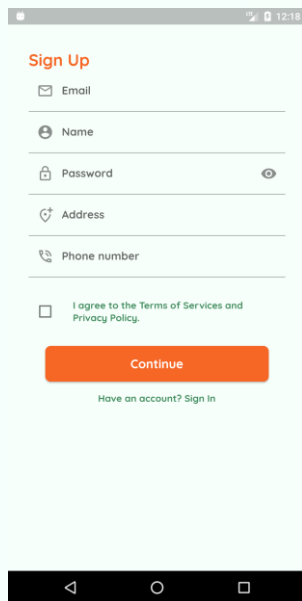 12:18
Sign Up
Email
Name
Password
Address
Phone number
I agree to the Terms of Services and
Privacy Policy.
Continue
Have an account? Sign In